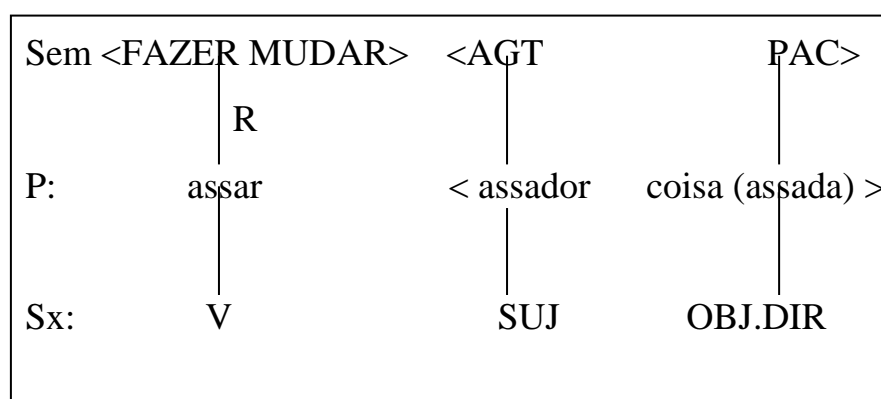 Sem <FAZER MUDAR> <AGT PAC>
R
P: assar < assador coisa (assada) >
Sx: V SUJ OBJ.DIR